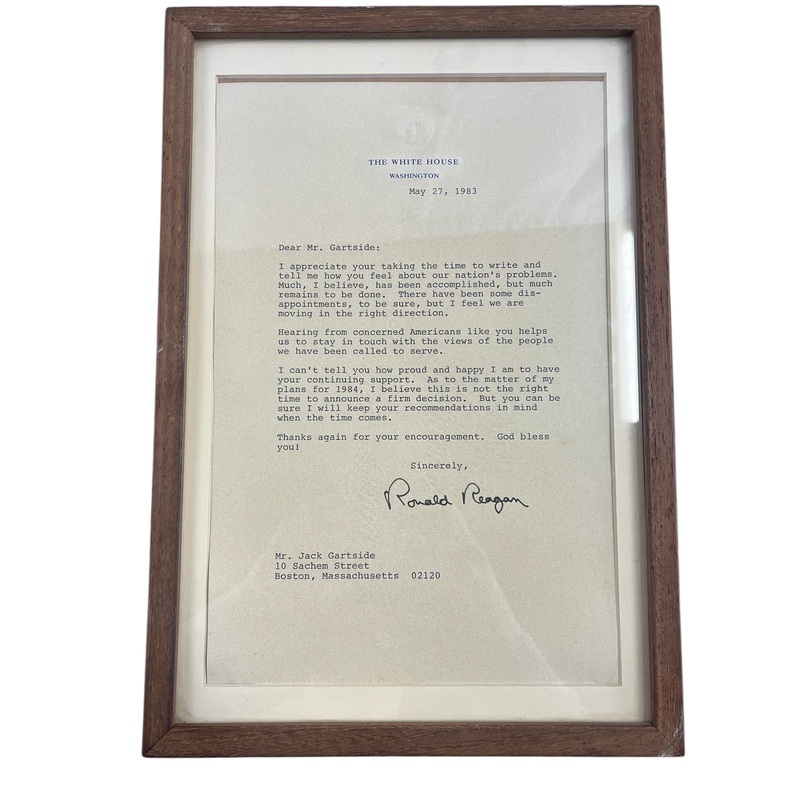 THE WHITE HOUSE
WASHINGTON
May 27, 1983
Dear Mr. Gartside:
I appreciate your taking the time to write and
tell me how you feel about our nation's problems.
Much, I believe, has been accomplished, but much
remains to be done. There have been some dis-
appointments, to be sure, but I feel we are
moving in the right direction.
Hearing from concerned Americans like you helps
us to stay in touch with the views of the people
we have been called to serve.
I can't tell you how proud and happy I am to have
your continuing support. As to the matter of my
plans for 1984, I believe this is not the right
time to announce a firm decision. But you can be
sure I will keep your recommendations in mind
when the time comes.
Thanks again for your encouragement. God bless
you!
Sincerely,
Ronald Reagan
Mr. Jack Gartside
10 Sachem Street
Boston, Massachusetts 02120